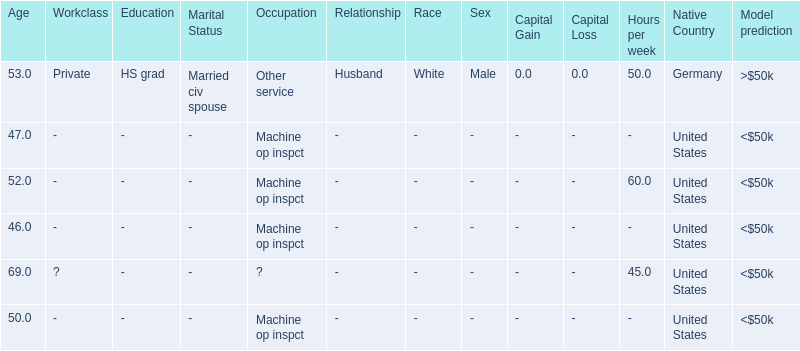 Age Workclass Education Marital Status Occupation Relationship Race Sex Capital Gain Capital Loss Hours per week Native Country Model prediction
53.0 Private HS grad Married civ spouse Other service Husband White Male 0.0 0.0 50.0 Germany >$50k
47.0 - - - Machine op inspct - - - - - - United States <$50k
52.0 - - - Machine op inspct - - - - - 60.0 United States <$50k
46.0 - - - Machine op inspct - - - - - - United States <$50k
69.0 ? - - ? - - - - - 45.0 United States <$50k
50.0 - - - Machine op inspct - - - - - - United States <$50k